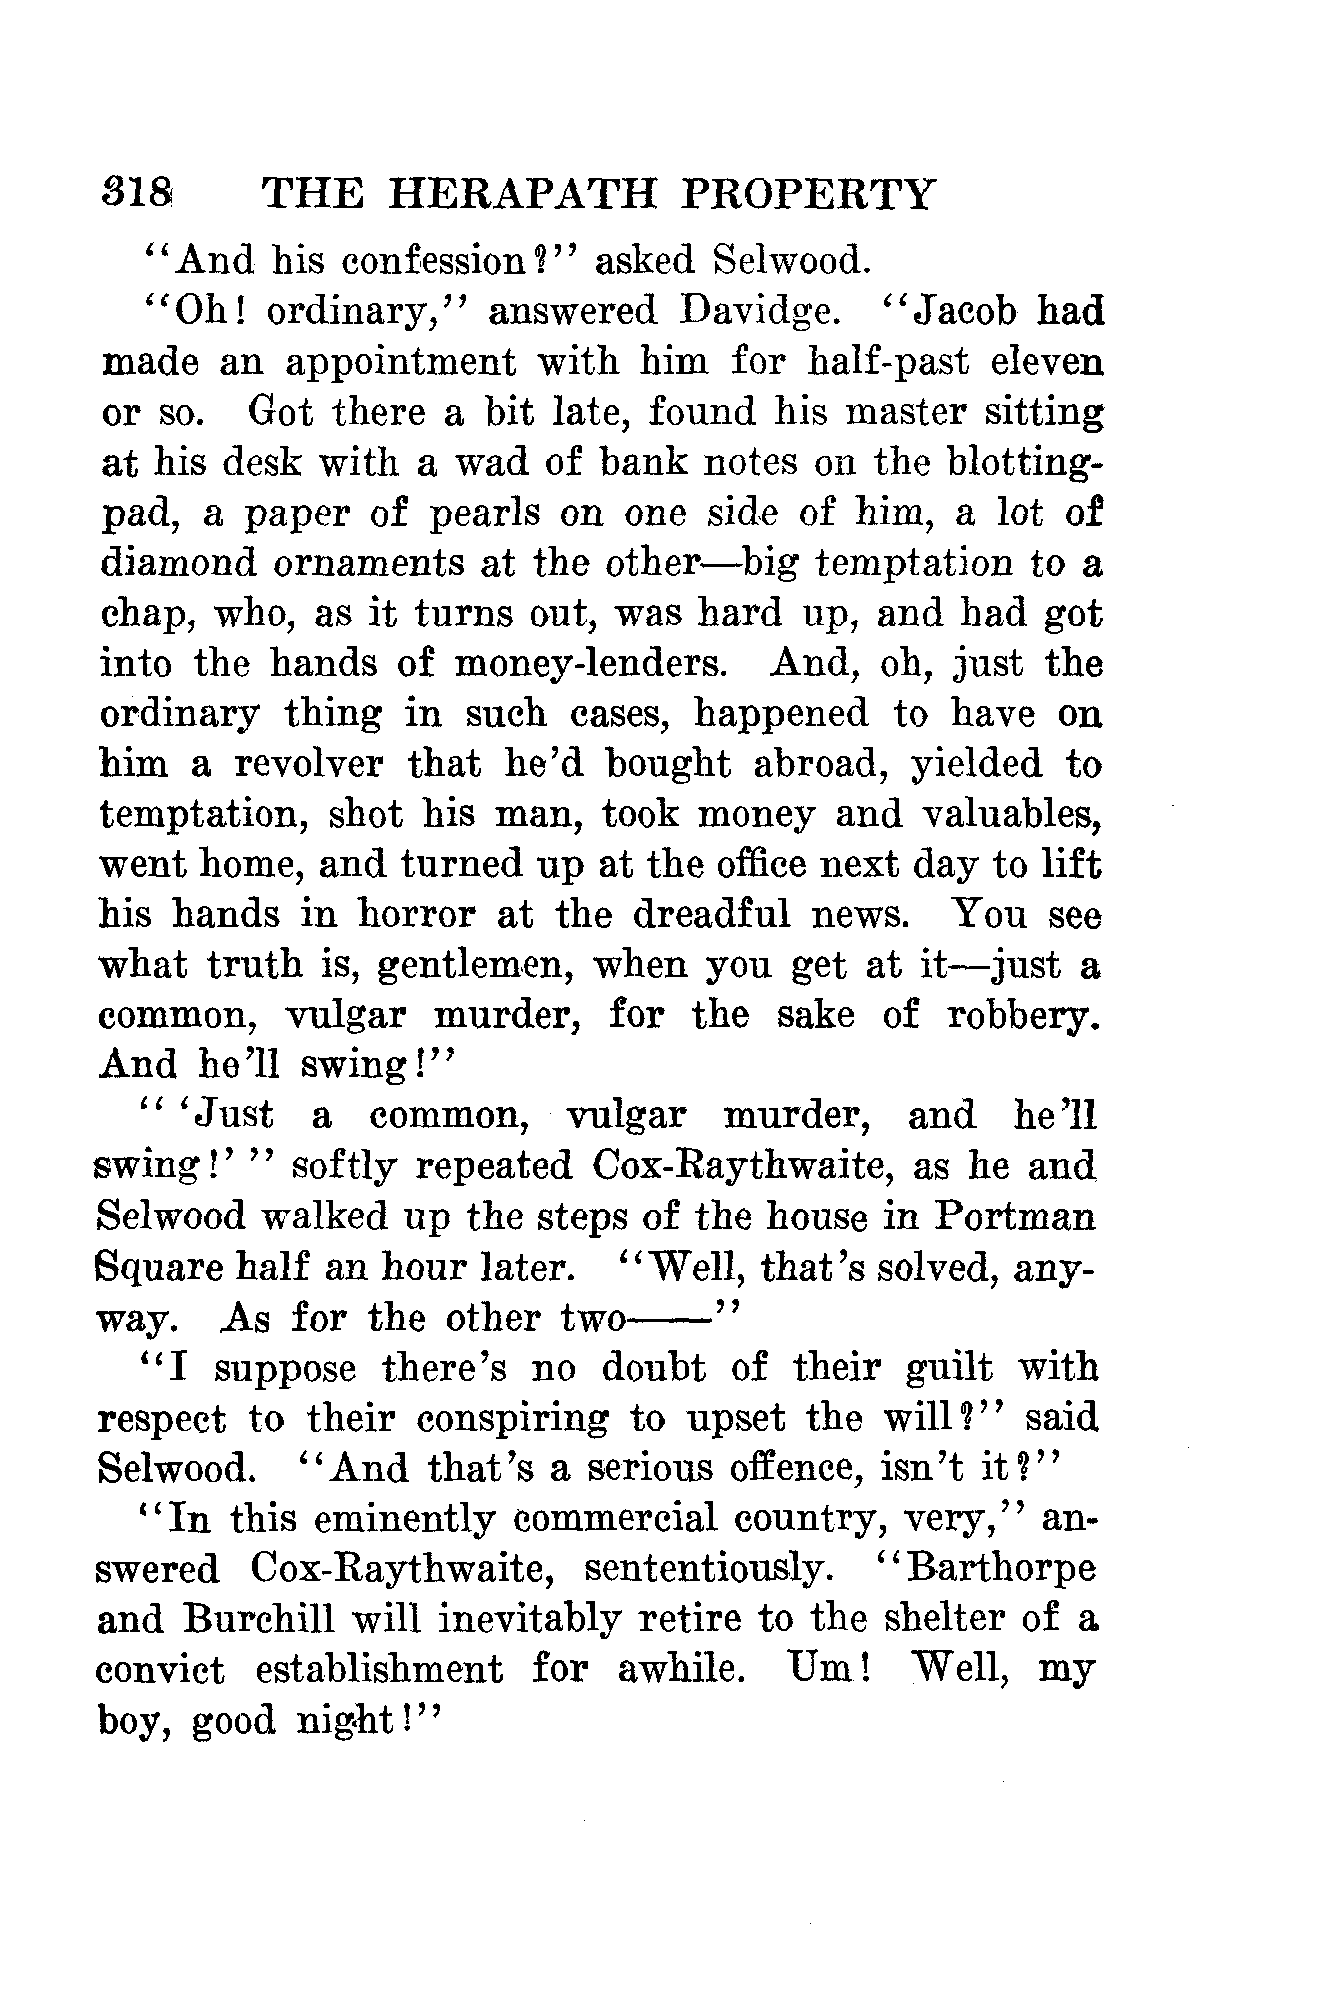 318 THE HERAPATH PROPERTY
“And his confession?” asked Selwood.
“Oh! ordinary,” answered Davidge. “Jacob had
made an appointment with him for half-past eleven
or so. Got there a bit late, found his master sitting
at his desk with a wad of bank notes on the blotting-
pad, a paper of pearls on one side of him, a lot of
diamond ornaments at the other—big temptation to a
chap, who, as it turns out, was hard up, and had got
into the hands of money-lenders. And, oh, just the
ordinary thing in such cases, happened to have on
him a revolver that he’d bought abroad, yielded to
temptation, shot his man, took money and valuables,
went home, and turned up at the office next day to lift
his hands in horror at the dreadful news. You see
what truth is, gentlemen, when you get at it—just a
common, vulgar murder, for the sake of robbery.
And he’ll swing!”
“ ‘Just a common, vulgar murder, and he’ll
swing!’ ” softly repeated Cox-Raythwaite, as he and
Selwood walked up the steps of the house in Portman
Square half an hour later. “Well, that’s solved, any-
way. As for the other two——”
“I suppose there’s no doubt of their guilt with
respect to their conspiring to upset the will?” said
Selwood. “And that’s a serious offence, isn’t it?”
“In this eminently commercial country, very,” an-
swered Cox-Raythwaite, sententiously. “Barthorpe
and Burchill will inevitably retire to the shelter of a
convict establishment for awhile. Um! Well, my
boy, good night!”